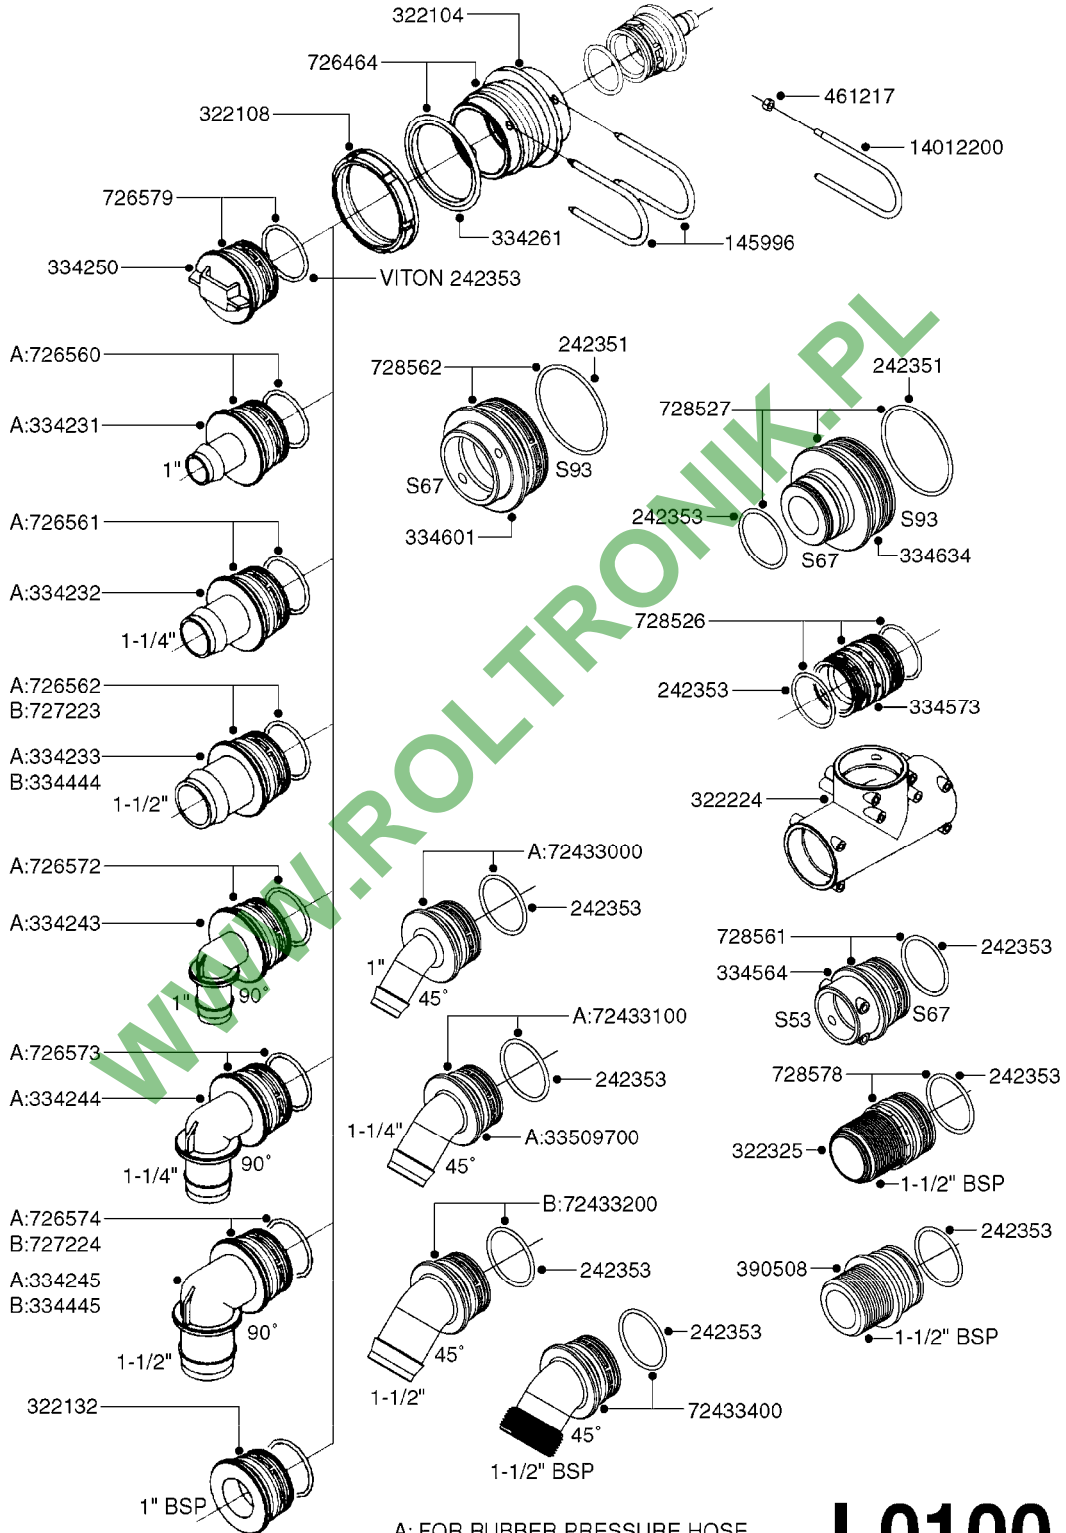 322104
726464
322108
461217
14012200
726579
334261
145996
334250
VITON 242353
A:726560
A:334231
1"
728562
242351
S67
S93
334601
242351
728527
242353
S93
S67
334634
A:726561
A:334232
1-1/4"
728526
242353
334573
A:726562
B:727223
A:334233
B:334444
1-1/2"
322224
A:726572
A:334243
1"
90°
A:72433000
242353
1"
45°
728561
334564
242353
S53
S67
A:726573
A:334244
1-1/4"
90°
A:72433100
242353
1-1/4"
A:33509700
45°
728578
242353
322325
1-1/2" BSP
A:726574
B:727224
A:334245
B:334445
90°
1-1/2"
B:72433200
242353
45°
1-1/2"
242353
390508
1-1/2" BSP
242353
72433400
45°
1-1/2" BSP
322132
1" BSP
A: FOR RUBBER PRESSURE HOSE
L0100
WWW.ROLTRONIK.PL